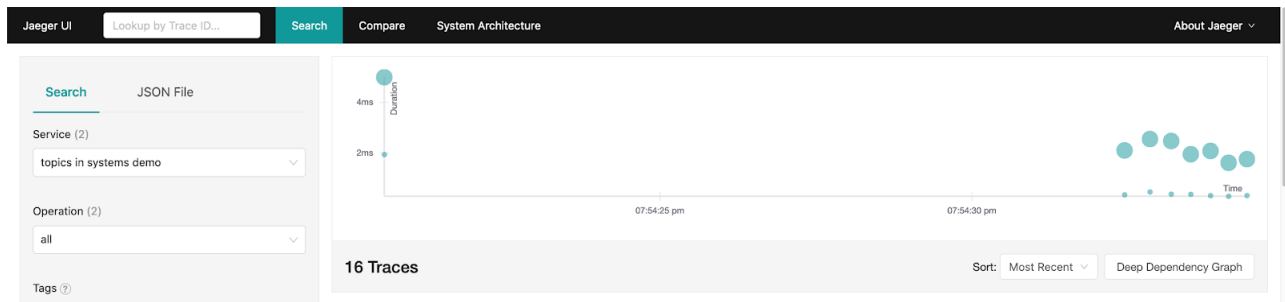 Jaeger UI Lookup by Trace ID... Search Compare System Architecture About Jaeger
Search JSON File
Service (2)
topics in systems demo
Operation (2)
all
Tags ?
Duration
4ms
2ms
Time
07:54:25 pm 07:54:30 pm
16 Traces
Sort: Most Recent Deep Dependency Graph